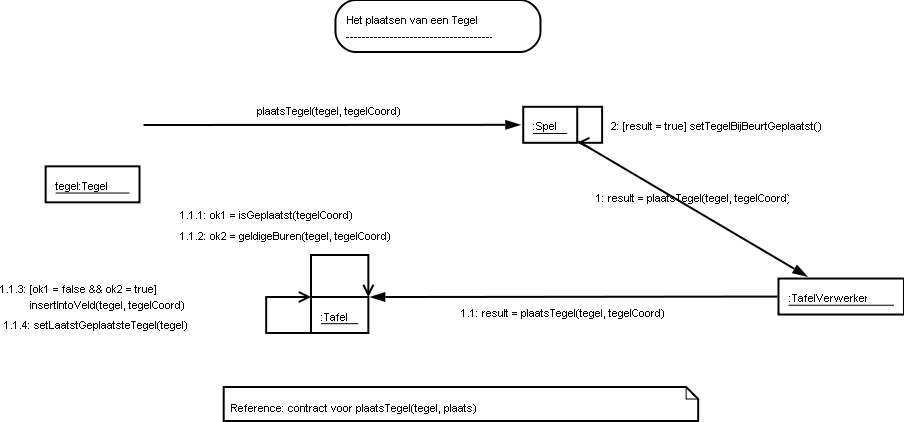 Het plaatsen van een Tegel
---------------------------------------
plaatsTegel(tegel, tegelCoord)
:Spel
2: [result = true] setTegelBijBeurtGeplaatst()
tegel:Tegel
1: result = plaatsTegel(tegel, tegelCoord)
1.1.1: ok1 = isGeplaatst(tegelCoord)
1.1.2: ok2 = geldigeBuren(tegel, tegelCoord)
1.1.3: [ok1 = false && ok2 = true]
insertIntoVeld(tegel, tegelCoord)
1.1.4: setLaatstGeplaatsteTegel(tegel)
:Tafel
1.1: result = plaatsTegel(tegel, tegelCoord)
:TafelVerwerker
Reference: contract voor plaatsTegel(tegel, plaats)